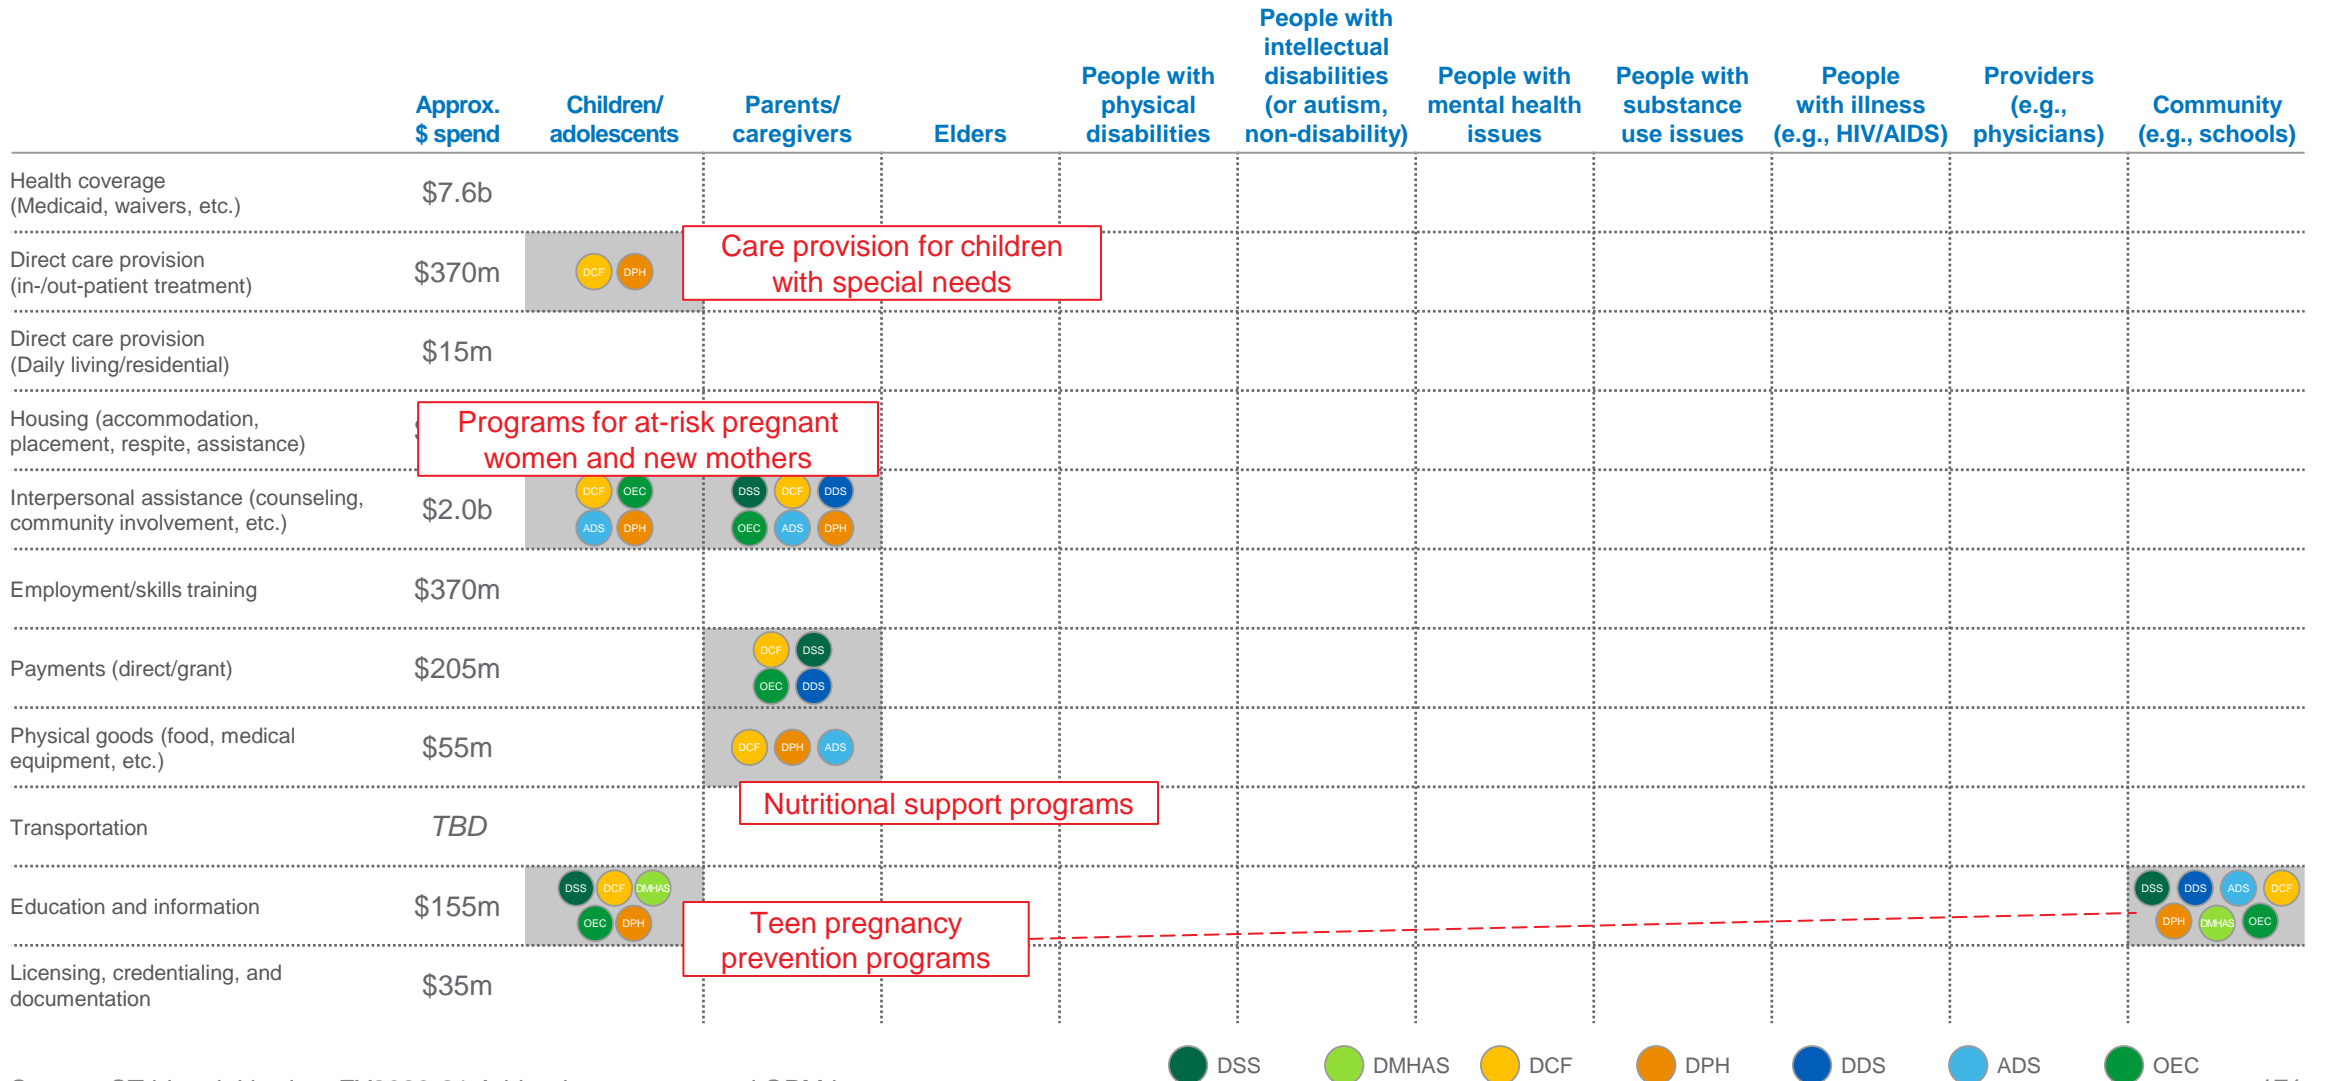 People with
intellectual
disabilities
(or autism,
non-disability)
Approx.
$ spend
Children/
adolescents
Parents/
caregivers
Elders
People with
physical
disabilities
People with
mental health
issues
People with
substance
use issues
People
with illness
(e.g., HIV/AIDS)
Providers
(e.g.,
physicians)
Community
(e.g., schools)
Health coverage
(Medicaid, waivers, etc.)
$7.6b
Direct care provision
(in-/out-patient treatment)
$370m
DCF DPH
Care provision for children
with special needs
Direct care provision
(Daily living/residential)
$15m
Housing (accommodation,
placement, respite, assistance)
Programs for at-risk pregnant
women and new mothers
Interpersonal assistance (counseling,
community involvement, etc.)
$2.0b
DCF OEC
ADS DPH
DSS DCF DDS
OEC ADS DPH
Employment/skills training
$370m
Payments (direct/grant)
$205m
DCF DSS
OEC DDS
Physical goods (food, medical
equipment, etc.)
$55m
DCF DPH ADS
Nutritional support programs
Transportation
TBD
Education and information
$155m
DSS DCF DMHAS
OEC DPH
Teen pregnancy
prevention programs
DSS DDS ADS DCF
DPH DMHAS OEC
Licensing, credentialing, and
documentation
$35m
DSS DMHAS DCF DPH DDS ADS OEC